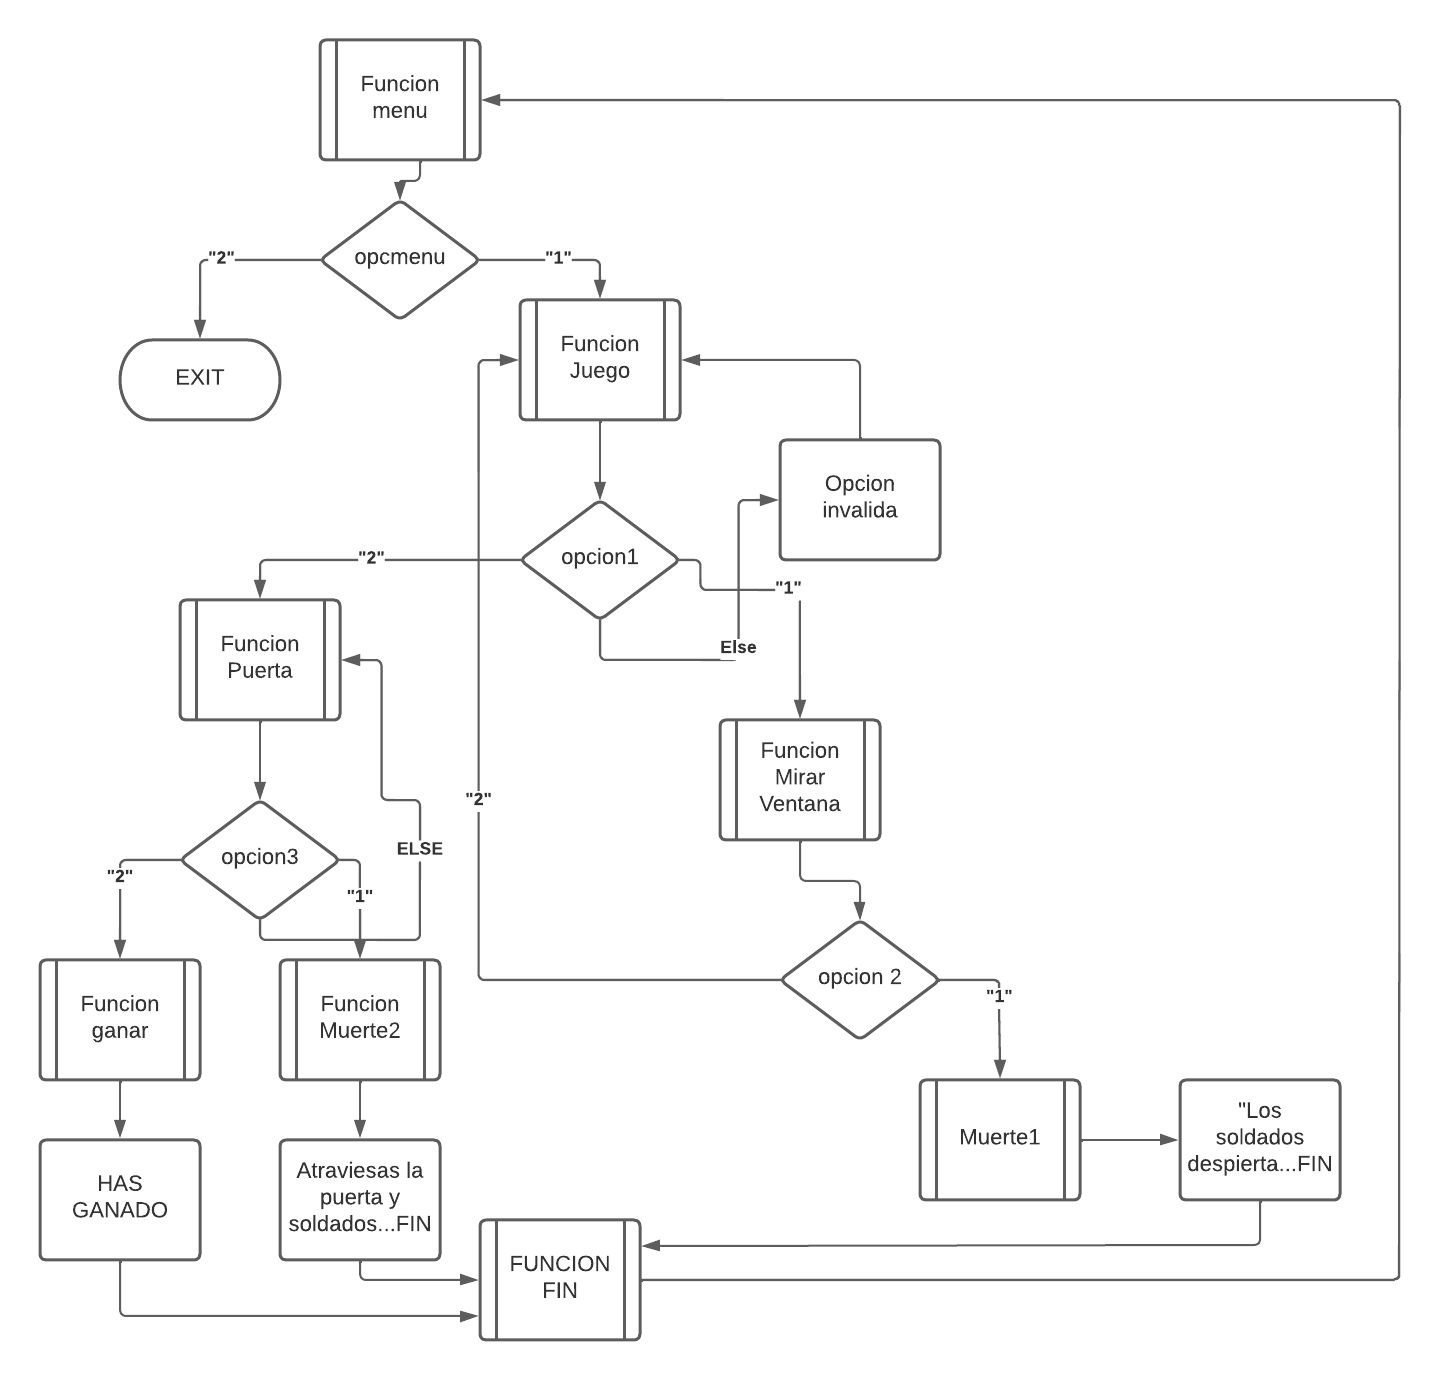 Funcion
menu
opcmenu
"2"
"1"
EXIT
Funcion
Juego
Opcion
invalida
opcion1
"2"
"1"
Else
Funcion
Puerta
Funcion
Mirar
Ventana
"2"
opcion3
ELSE
"2"
"1"
opcion 2
"1"
Funcion
ganar
Funcion
Muerte2
Muerte1
"Los
soldados
despierta...FIN
HAS
GANADO
Atraviesas la
puerta y
soldados...FIN
FUNCION
FIN